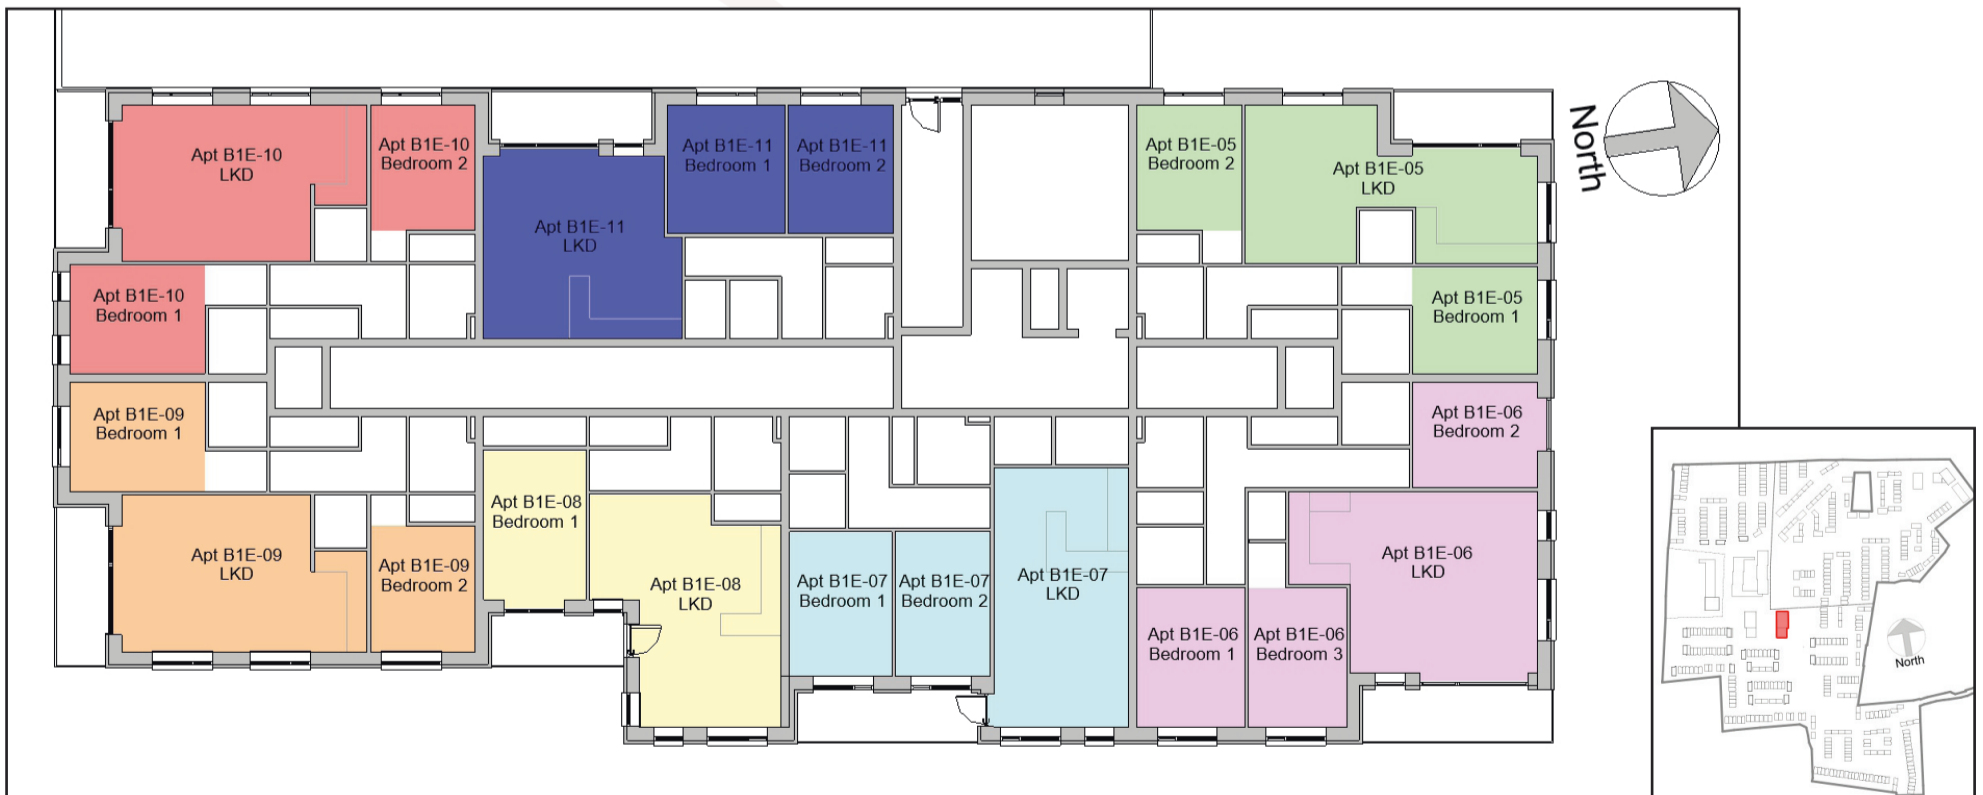 Apt B1E-10
LKD
Apt B1E-10
Bedroom 2
Apt B1E-11
LKD
Apt B1E-11
Bedroom 1
Apt B1E-11
Bedroom 2
Apt B1E-05
Bedroom 2
Apt B1E-05
LKD
North
Apt B1E-10
Bedroom 1
Apt B1E-05
Bedroom 1
Apt B1E-09
Bedroom 1
Apt B1E-06
Bedroom 2
Apt B1E-09
LKD
Apt B1E-09
Bedroom 2
Apt B1E-08
Bedroom 1
Apt B1E-08
LKD
Apt B1E-07
Bedroom 1
Apt B1E-07
Bedroom 2
Apt B1E-07
LKD
Apt B1E-06
LKD
Apt B1E-06
Bedroom 1
Apt B1E-06
Bedroom 3
North